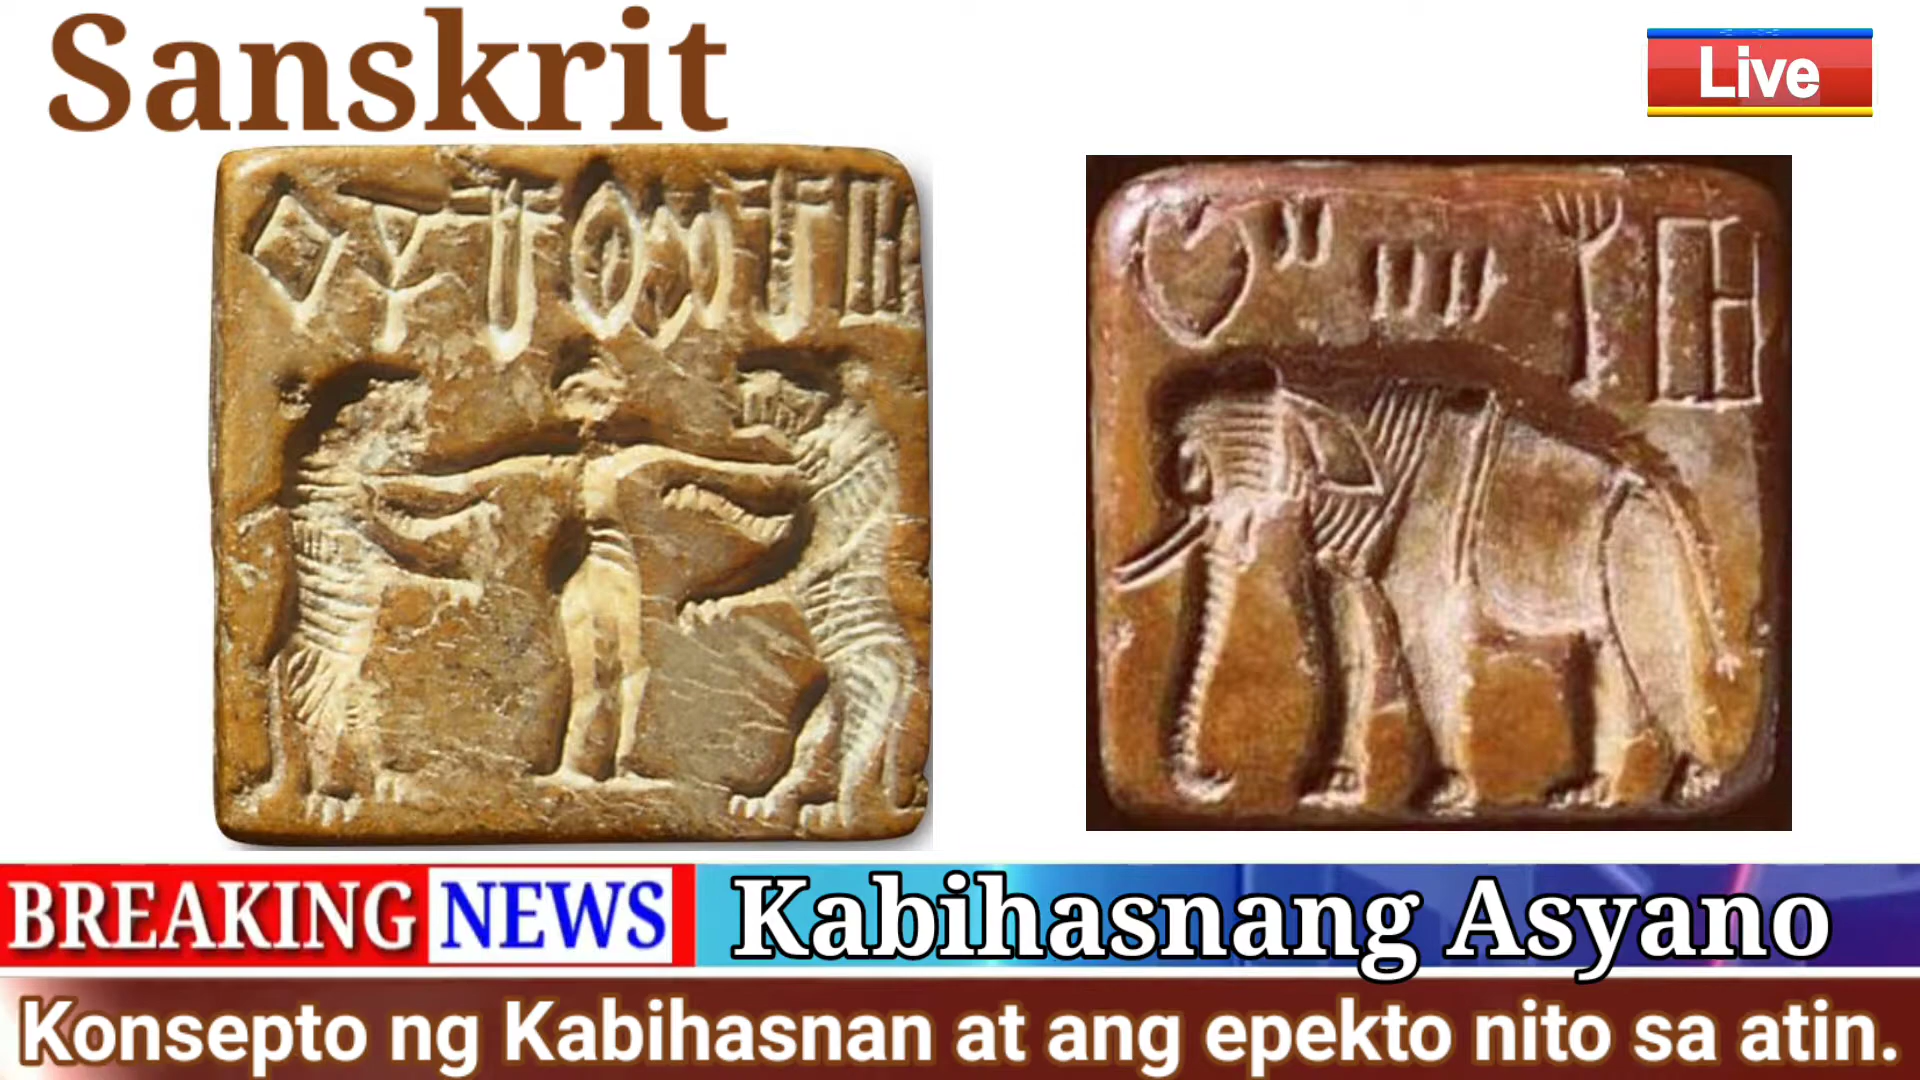 Sanskrit
Live
BREAKING NEWS
Kabihasnang Asyano
Konsepto ng Kabihasnan at ang epekto nito sa atin.